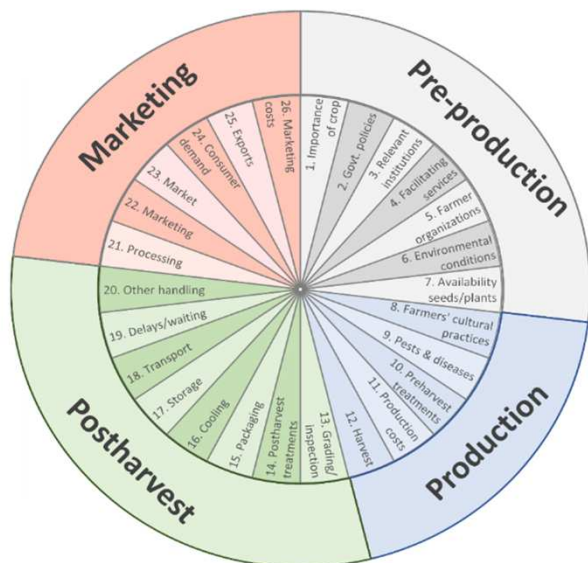 Pre-production
1. Importance
of crop
2. Govt. policies
3. Relevant
institutions
4. Facilitating
services
5. Farmer
organizations
6. Environmental
conditions
7. Availability
seeds/plants
Production
8. Farmers' cultural
practices
9. Pests & diseases
10. Preharvest
treatments
11. Production
costs
12. Harvest
Postharvest
13. Grading/
inspection
14. Postharvest
treatments
15. Packaging
16. Cooling
17. Storage
18. Transport
19. Delays/waiting
20. Other handling
Marketing
21. Processing
22. Marketing
23. Market
24. Consumer
demand
25. Exports
26. Marketing
costs